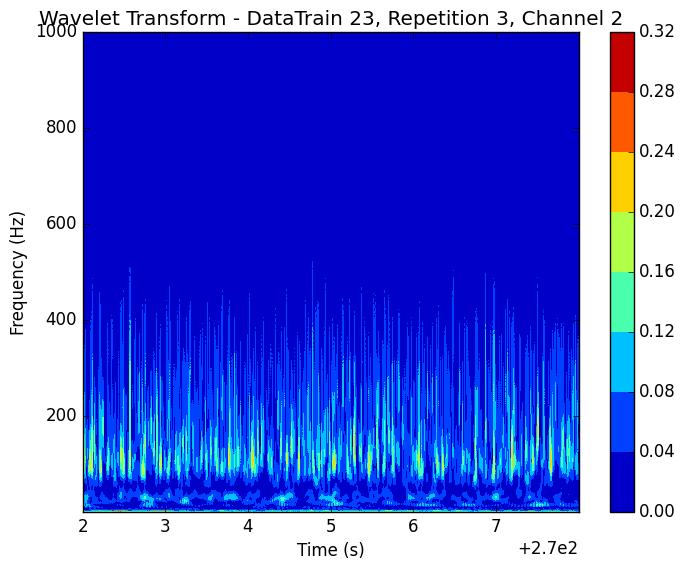 Wavelet Transform - DataTrain 23, Repetition 3, Channel 2
1000
800
600
400
200
Frequency (Hz)
2 3 4 5 6 7
Time (s)
+2.7e2
0.32
0.28
0.24
0.20
0.16
0.12
0.08
0.04
0.00